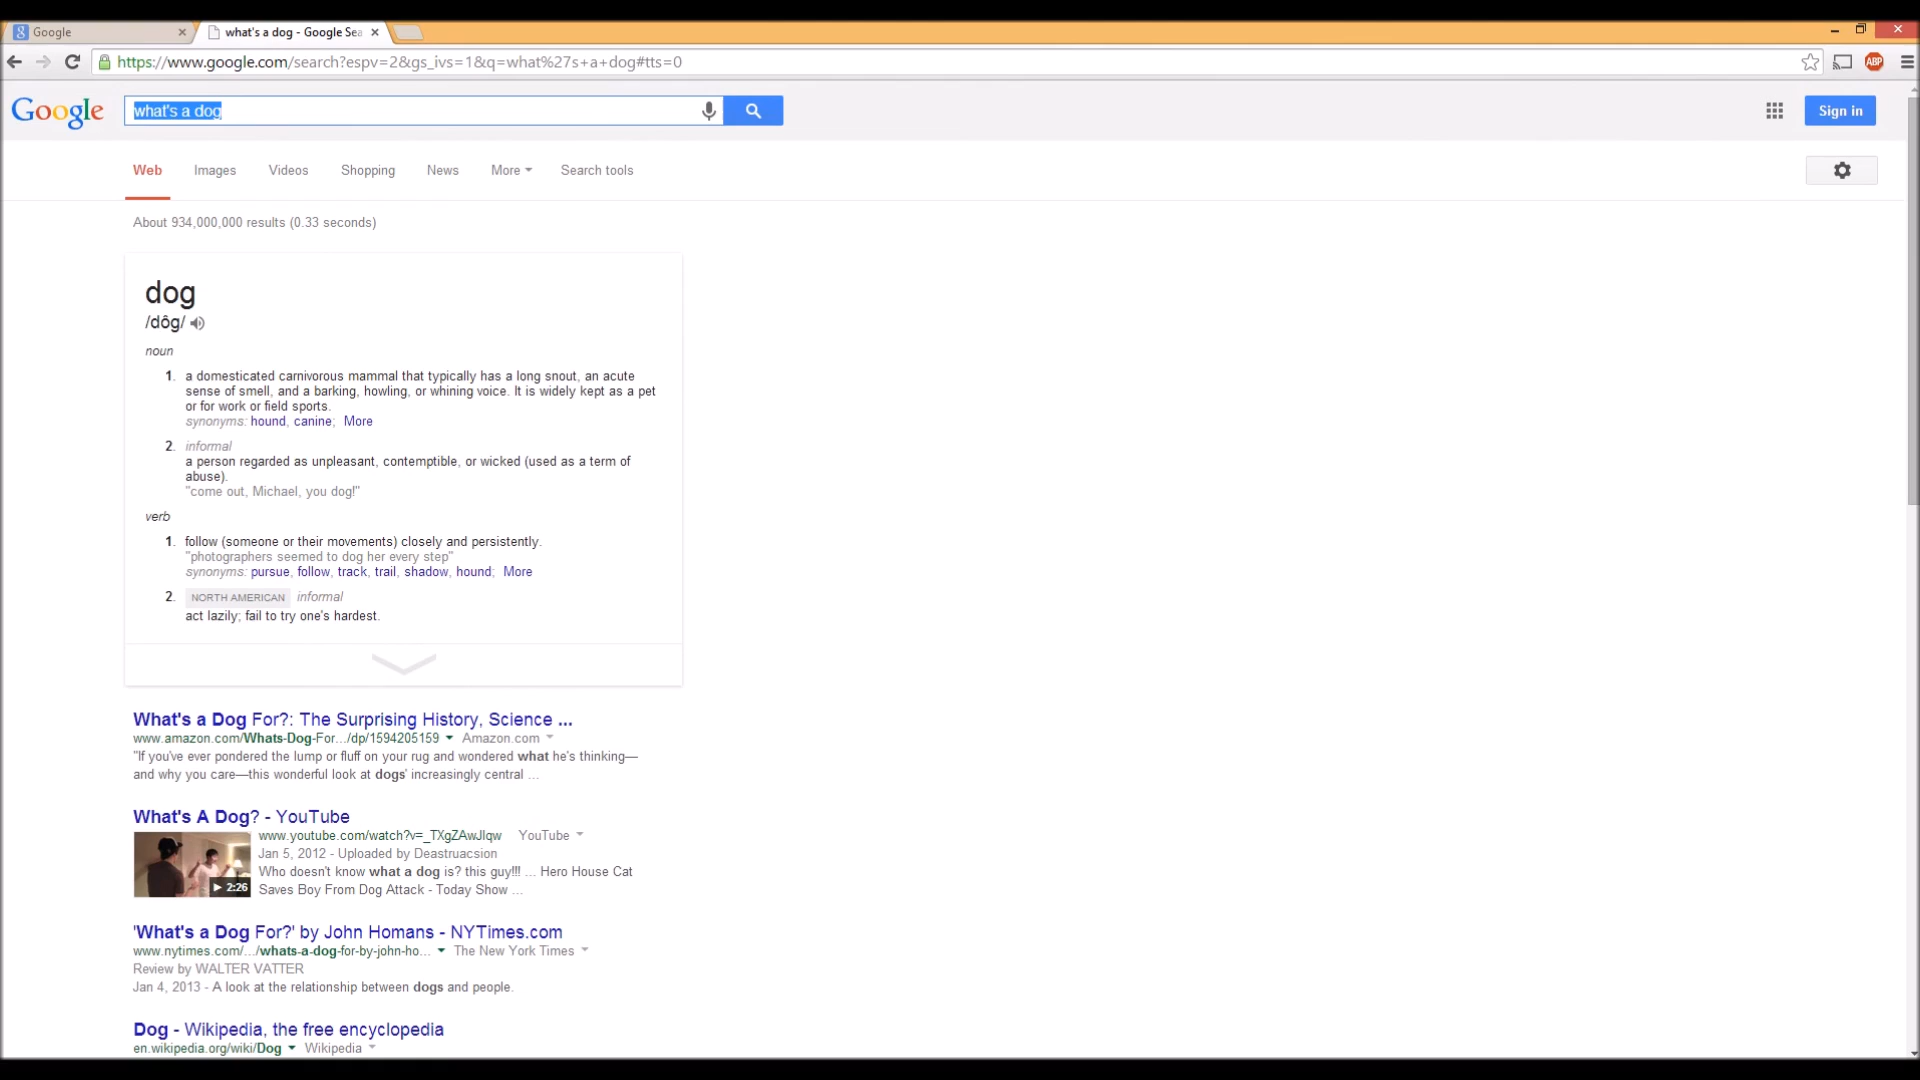 Google
what's a dog - Google Sea
https://www.google.com/search?espv=2&gs_ivs=1&q=what%27s+a+dog#tts=0
ABP
Google
what's a dog
Sign in
Web Images Videos Shopping News More Search tools
About 934,000,000 results (0.33 seconds)
dog
/dôg/
noun
1. a domesticated carnivorous mammal that typically has a long snout, an acute
sense of smell, and a barking, howling, or whining voice. It is widely kept as a pet
or for work or field sports.
synonyms: hound, canine; More
2. informal
a person regarded as unpleasant, contemptible, or wicked (used as a term of
abuse).
"come out, Michael, you dog!"
verb
1. follow (someone or their movements) closely and persistently.
"photographers seemed to dog her every step"
synonyms: pursue, follow, track, trail, shadow, hound; More
2. NORTH AMERICAN informal
act lazily; fail to try one's hardest.
What's a Dog For?: The Surprising History, Science ...
www.amazon.com/Whats-Dog-For.../dp/1594205159 Amazon.com
"If you've ever pondered the lump or fluff on your rug and wondered what he's thinking—
and why you care—this wonderful look at dogs' increasingly central ...
What's A Dog? - YouTube
www.youtube.com/watch?v=_TXgZAwJIqw YouTube
Jan 5, 2012 - Uploaded by Deastruacsion
Who doesn't know what a dog is? this guy!!! ... Hero House Cat
Saves Boy From Dog Attack - Today Show ...
2:26
'What's a Dog For?' by John Homans - NYTimes.com
www.nytimes.com/.../whats-a-dog-for-by-john-ho... The New York Times
Review by WALTER VATTER
Jan 4, 2013 - A look at the relationship between dogs and people.
Dog - Wikipedia, the free encyclopedia
en.wikipedia.org/wiki/Dog Wikipedia